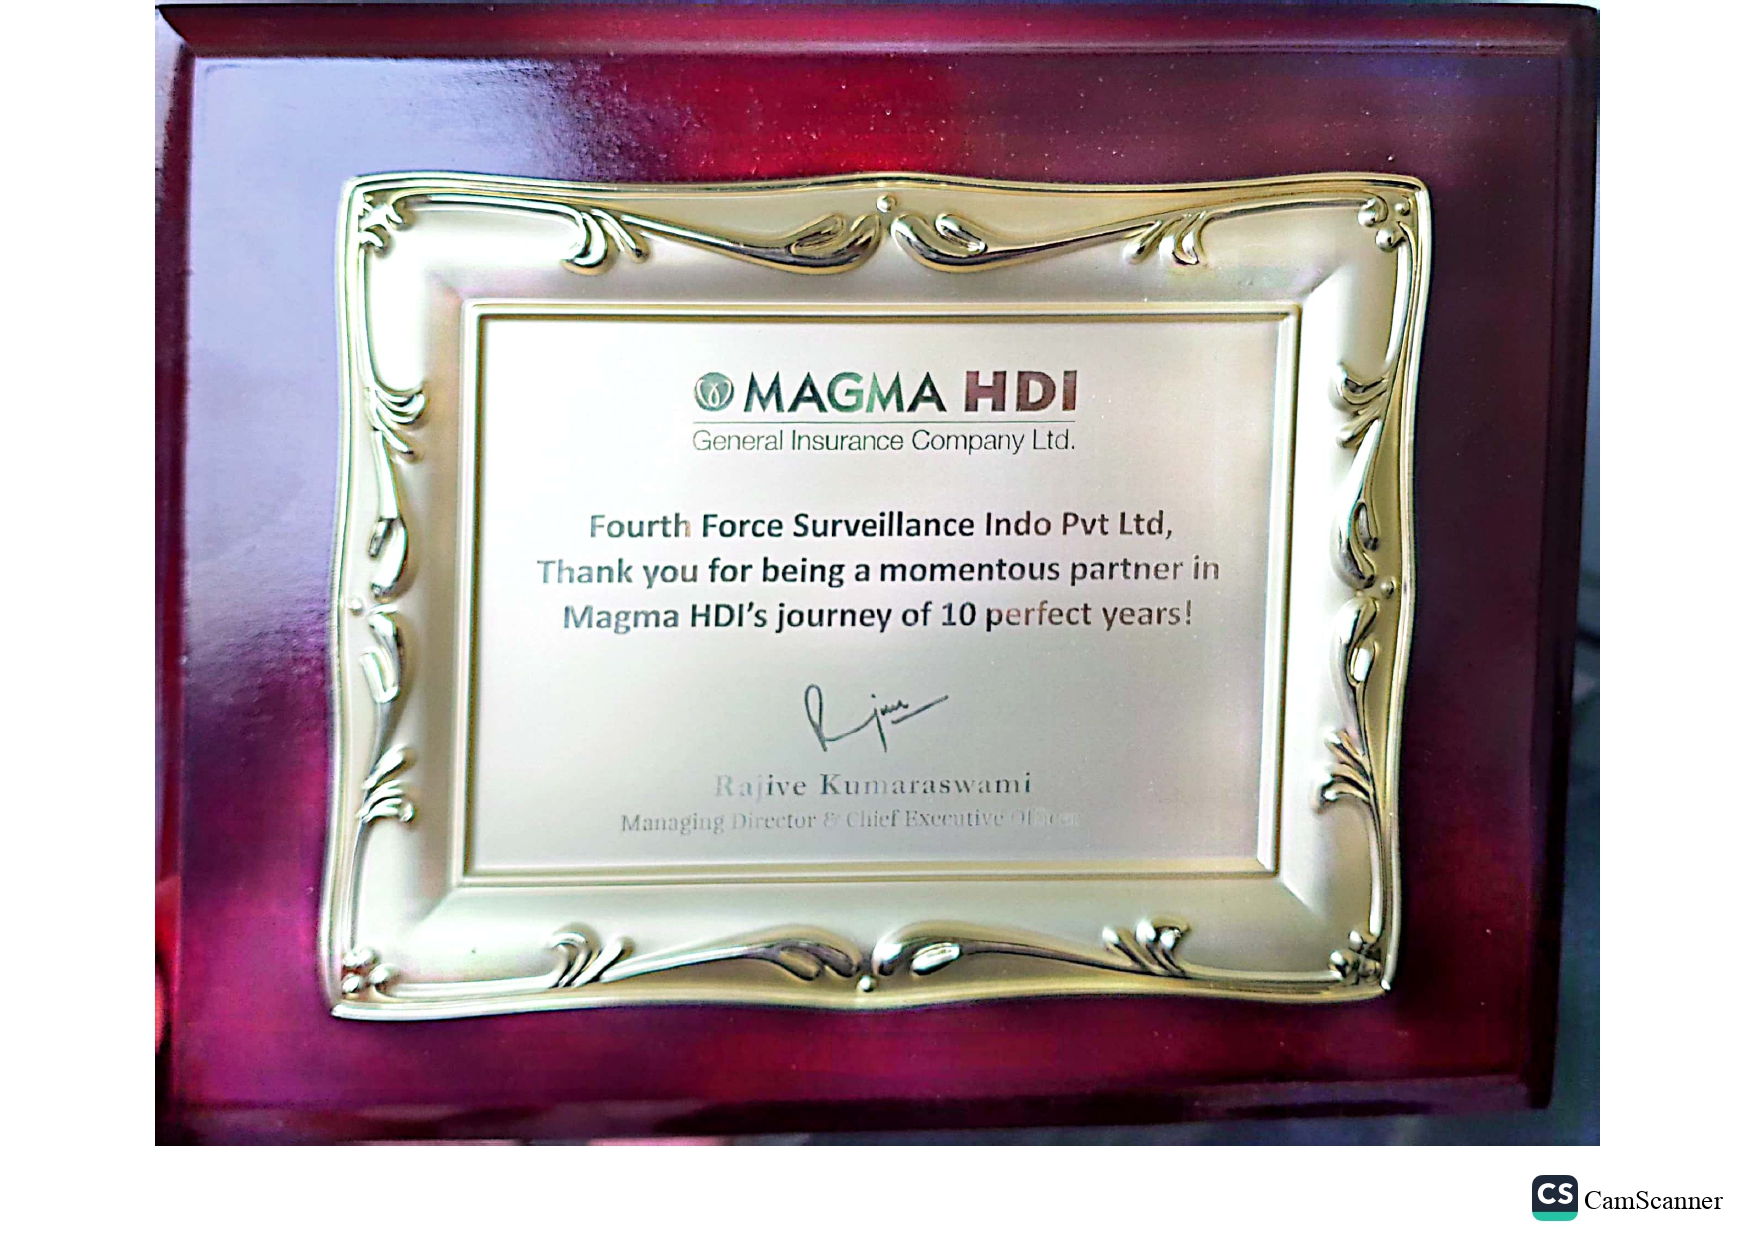 MAGMA HDI
General Insurance Company Ltd.
Fourth Force Surveillance Indo Pvt Ltd,
Thank you for being a momentous partner in
Magma HDI’s journey of 10 perfect years!
Rajive Kumaraswami
Managing Director & Chief Executive Officer
CS CamScanner